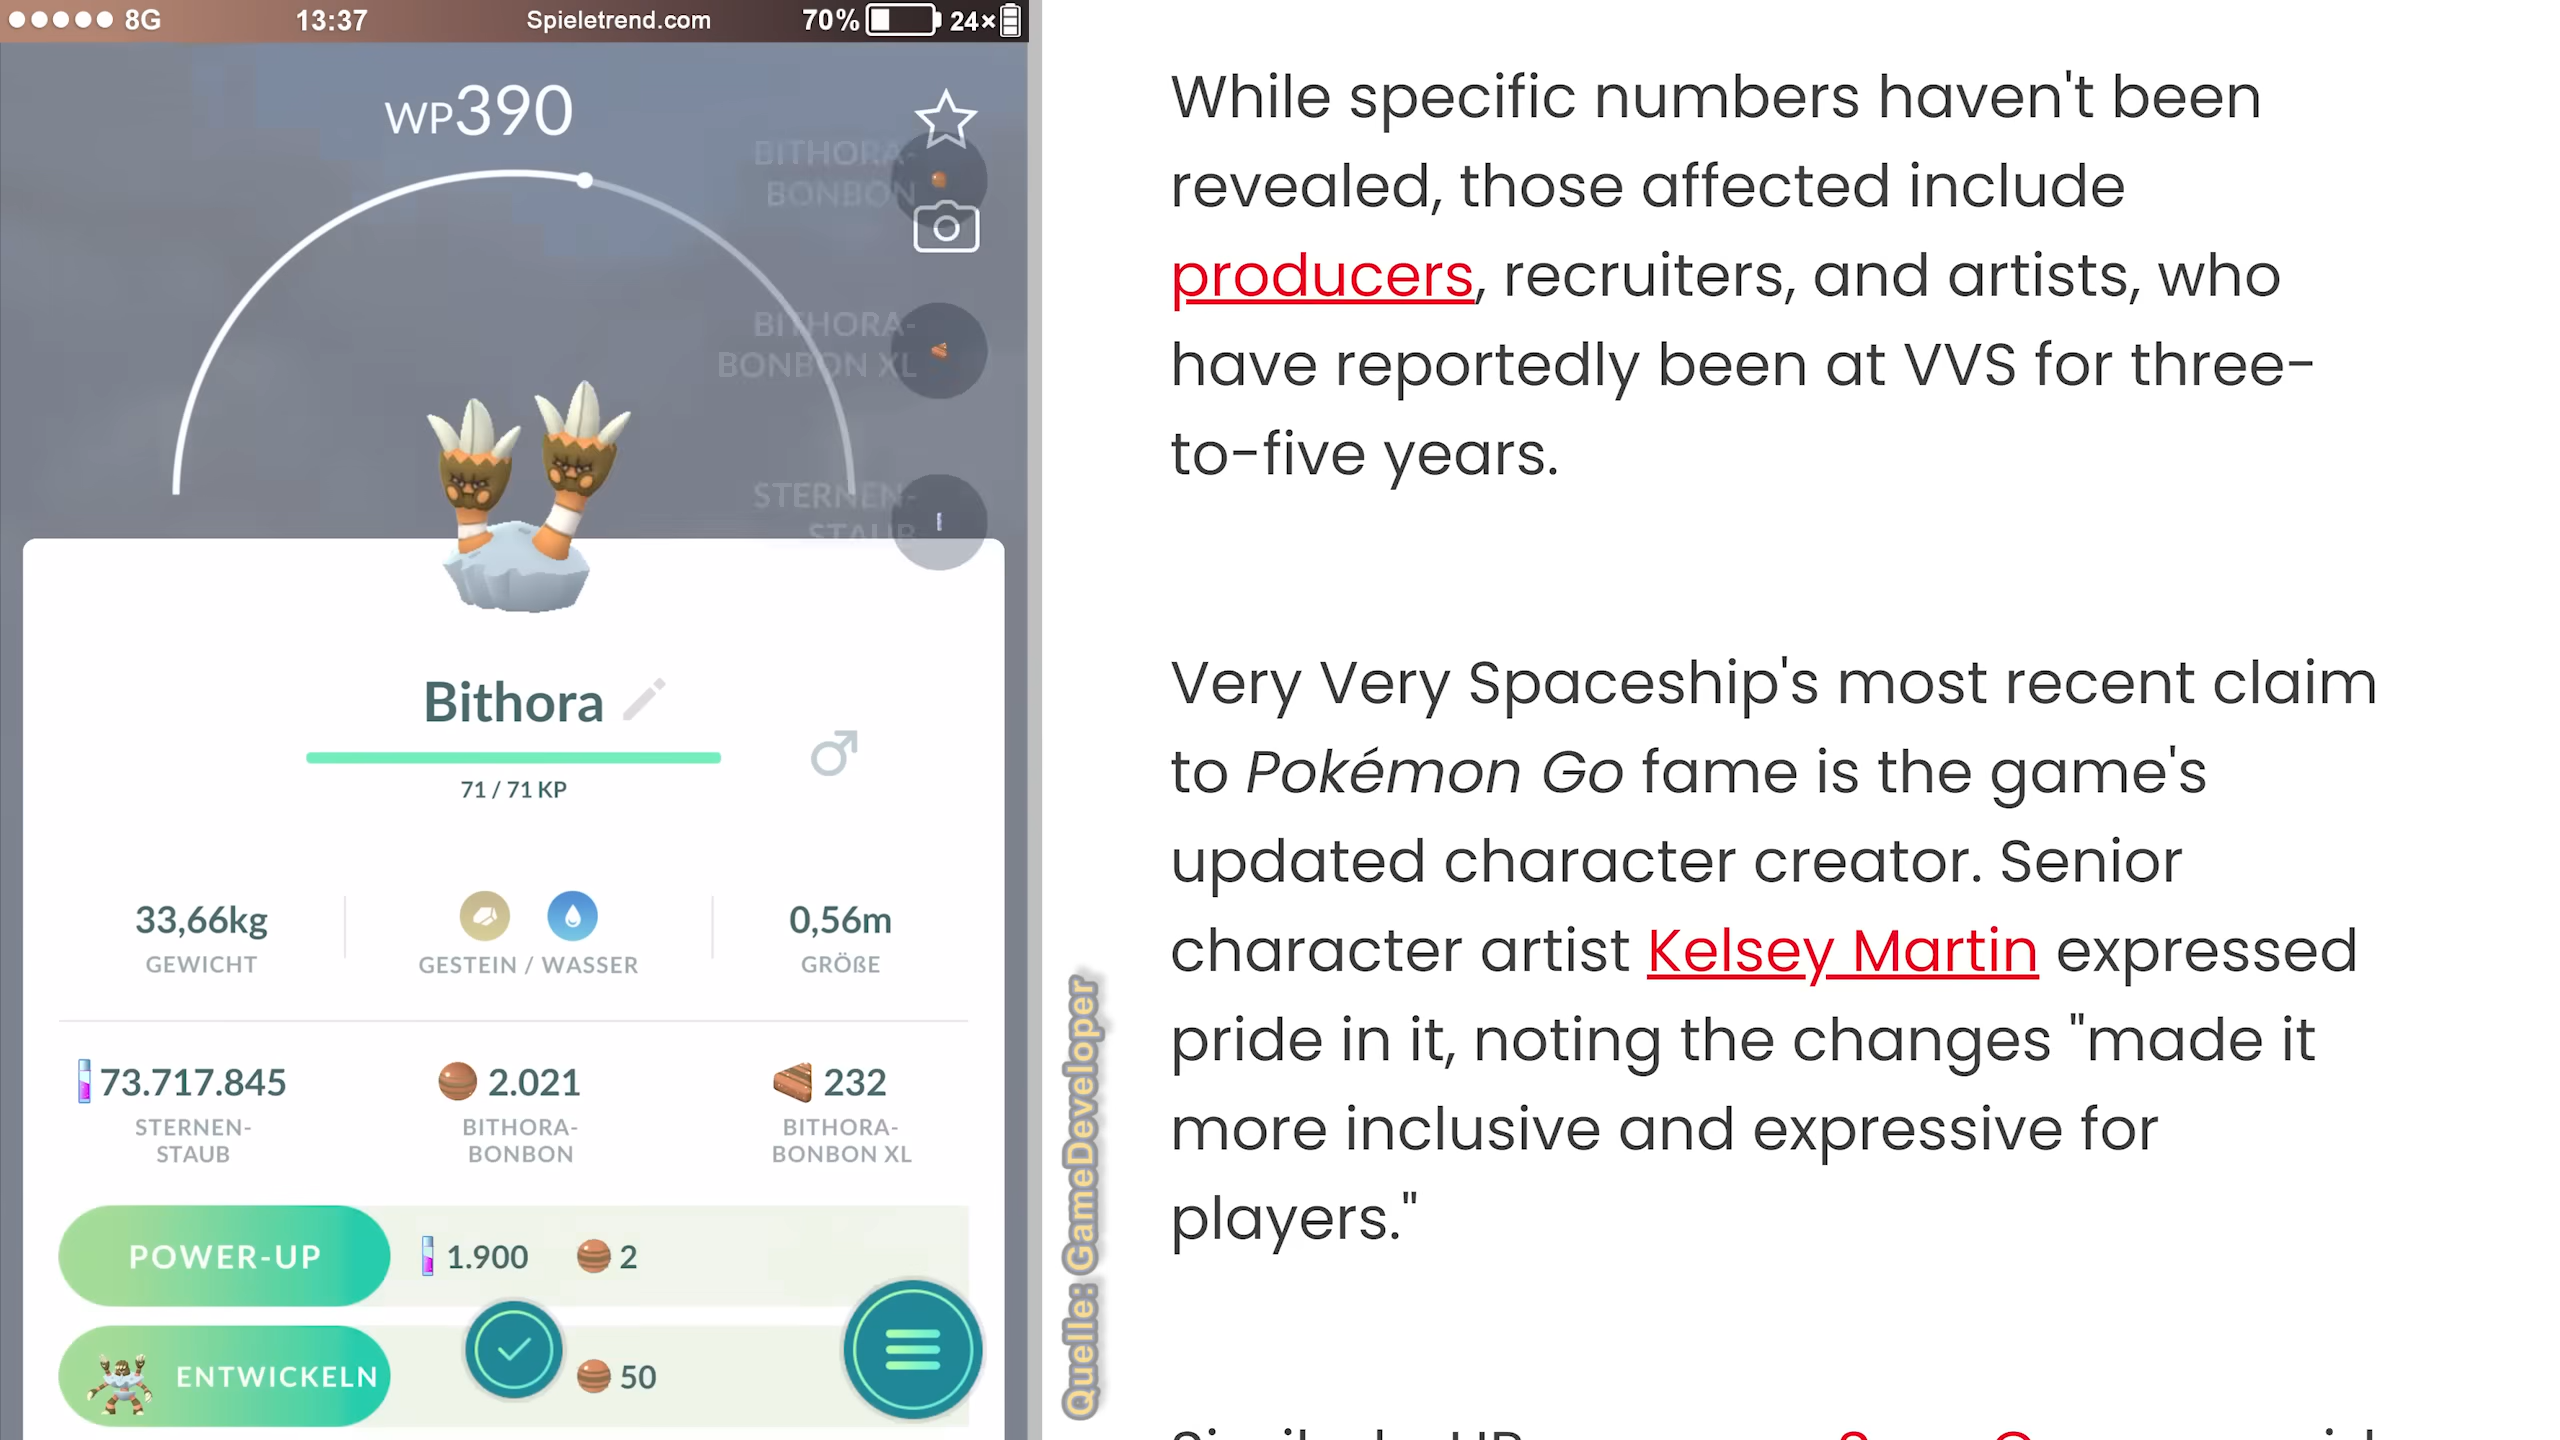 8G 13:37 Spieletrend.com 70% 24×
WP390
BITHORA-
BONBON
BITHORA-
BONBON XL
STERNEN-
STAUB
Bithora
71 / 71 KP
33,66kg
GEWICHT
GESTEIN / WASSER
0,56m
GRÖßE
73.717.845
STERNEN-
STAUB
2.021
BITHORA-
BONBON
232
BITHORA-
BONBON XL
POWER-UP 1.900 2
ENTWICKELN 50
Quelle: GameDeveloper
While specific numbers haven't been
revealed, those affected include
producers, recruiters, and artists, who
have reportedly been at VVS for three-
to-five years.
Very Very Spaceship's most recent claim
to Pokémon Go fame is the game's
updated character creator. Senior
character artist Kelsey Martin expressed
pride in it, noting the changes "made it
more inclusive and expressive for
players."